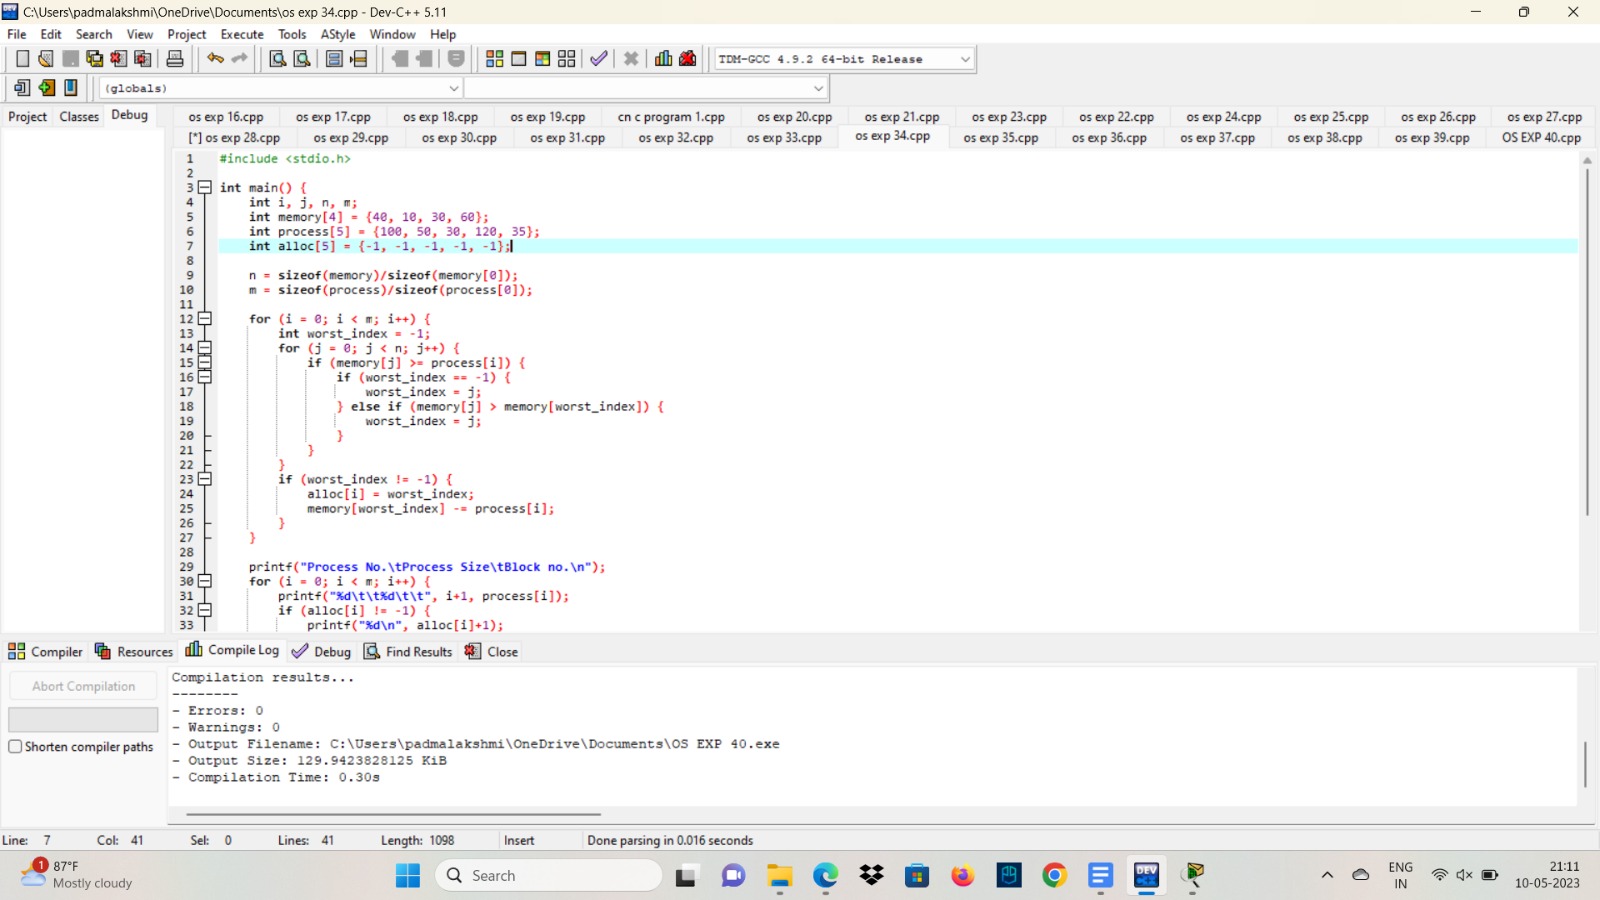 C:\Users\padmalakshmi\OneDrive\Documents\os exp 34.cpp - Dev-C++ 5.11
File Edit Search View Project Execute Tools AStyle Window Help
TDM-GCC 4.9.2 64-bit Release
(globals)
Project Classes Debug
os exp 16.cpp os exp 17.cpp os exp 18.cpp os exp 19.cpp cn c program 1.cpp os exp 20.cpp os exp 21.cpp os exp 23.cpp os exp 22.cpp os exp 24.cpp os exp 25.cpp os exp 26.cpp os exp 27.cpp
[*] os exp 28.cpp os exp 29.cpp os exp 30.cpp os exp 31.cpp os exp 32.cpp os exp 33.cpp os exp 34.cpp os exp 35.cpp os exp 36.cpp os exp 37.cpp os exp 38.cpp os exp 39.cpp OS EXP 40.cpp
1 #include <stdio.h>
2
3 int main() {
4 int i, j, n, m;
5 int memory[4] = {40, 10, 30, 60};
6 int process[5] = {100, 50, 30, 120, 35};
7 int alloc[5] = {-1, -1, -1, -1, -1};
8
9 n = sizeof(memory)/sizeof(memory[0]);
10 m = sizeof(process)/sizeof(process[0]);
11
12 for (i = 0; i < m; i++) {
13 int worst_index = -1;
14 for (j = 0; j < n; j++) {
15 if (memory[j] >= process[i]) {
16 if (worst_index == -1) {
17 worst_index = j;
18 } else if (memory[j] > memory[worst_index]) {
19 worst_index = j;
20 }
21 }
22 }
23 if (worst_index != -1) {
24 alloc[i] = worst_index;
25 memory[worst_index] -= process[i];
26 }
27 }
28
29 printf("Process No.\tProcess Size\tBlock no.\n");
30 for (i = 0; i < m; i++) {
31 printf("%d\t\t%d\t\t", i+1, process[i]);
32 if (alloc[i] != -1) {
33 printf("%d\n", alloc[i]+1);
Compiler Resources Compile Log Debug Find Results Close
Abort Compilation
Shorten compiler paths
Compilation results...
--------
- Errors: 0
- Warnings: 0
- Output Filename: C:\Users\padmalakshmi\OneDrive\Documents\OS EXP 40.exe
- Output Size: 129.9423828125 KiB
- Compilation Time: 0.30s
Line: 7 Col: 41 Sel: 0 Lines: 41 Length: 1098 Insert Done parsing in 0.016 seconds
1
87°F
Mostly cloudy
Search
DEV
ENG
IN
21:11
10-05-2023